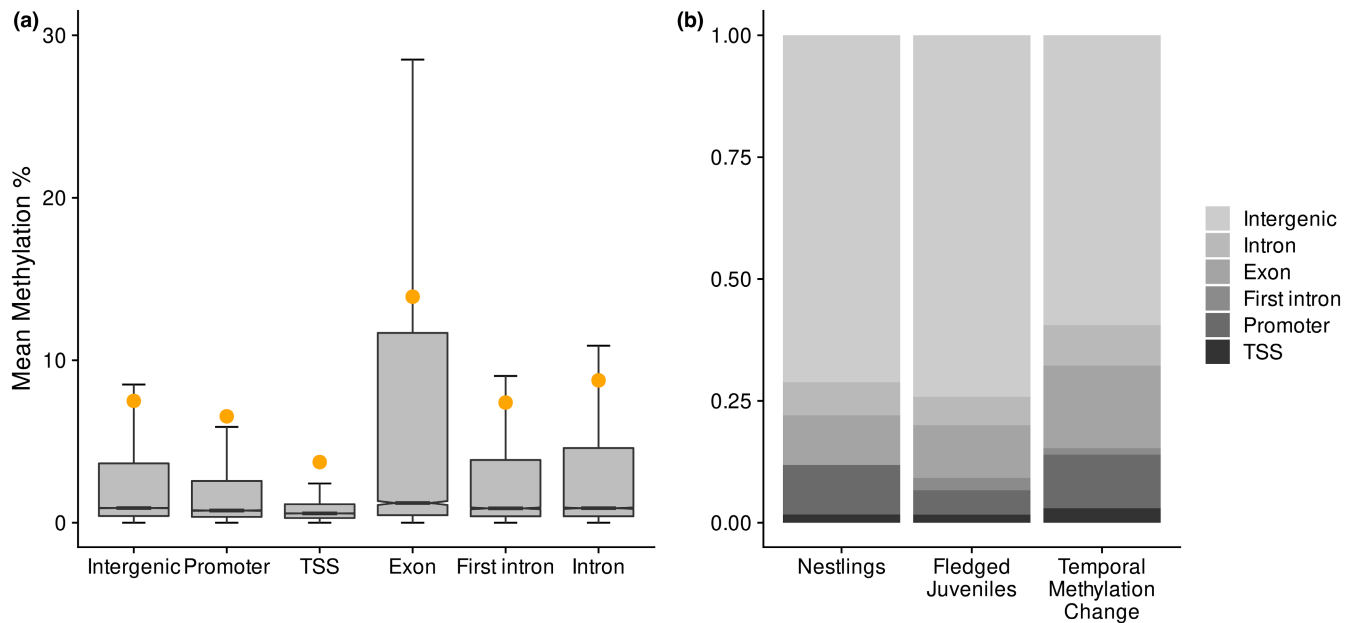 (a)
Mean Methylation %
30
20
10
0
Intergenic
Promoter
TSS
Exon
First intron
Intron
(b)
1.00
0.75
0.50
0.25
0.00
Nestlings
Fledged
Juveniles
Temporal
Methylation
Change
Intergenic
Intron
Exon
First intron
Promoter
TSS